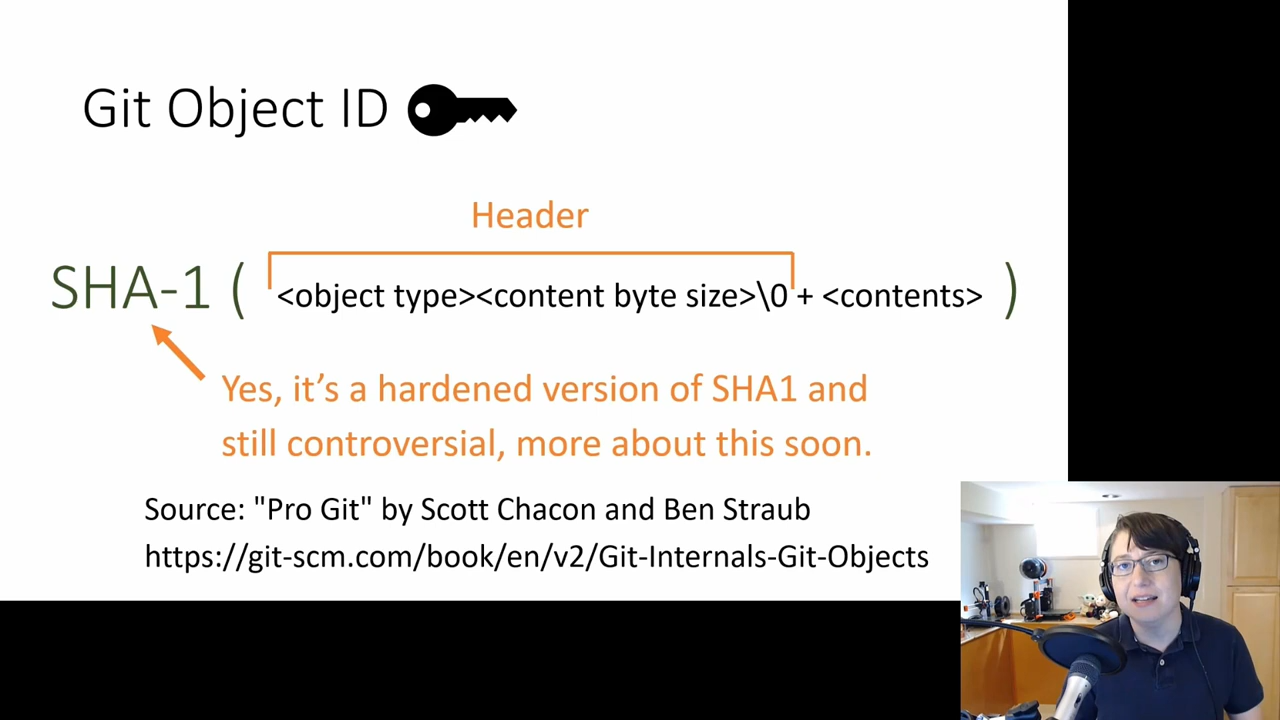 Git Object ID
Header
SHA-1 ( <object type><content byte size>\0 + <contents> )
Yes, it’s a hardened version of SHA1 and
still controversial, more about this soon.
Source: "Pro Git" by Scott Chacon and Ben Straub
https://git-scm.com/book/en/v2/Git-Internals-Git-Objects